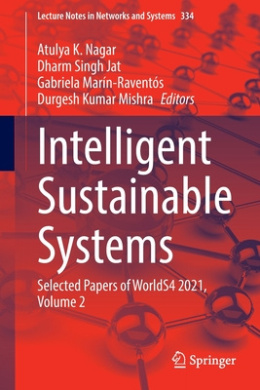 Lecture Notes in Networks and Systems 334
Atulya K. Nagar
Dharm Singh Jat
Gabriela Marín-Raventós
Durgesh Kumar Mishra Editors
Intelligent
Sustainable
Systems
Selected Papers of WorldS4 2021,
Volume 2
Springer